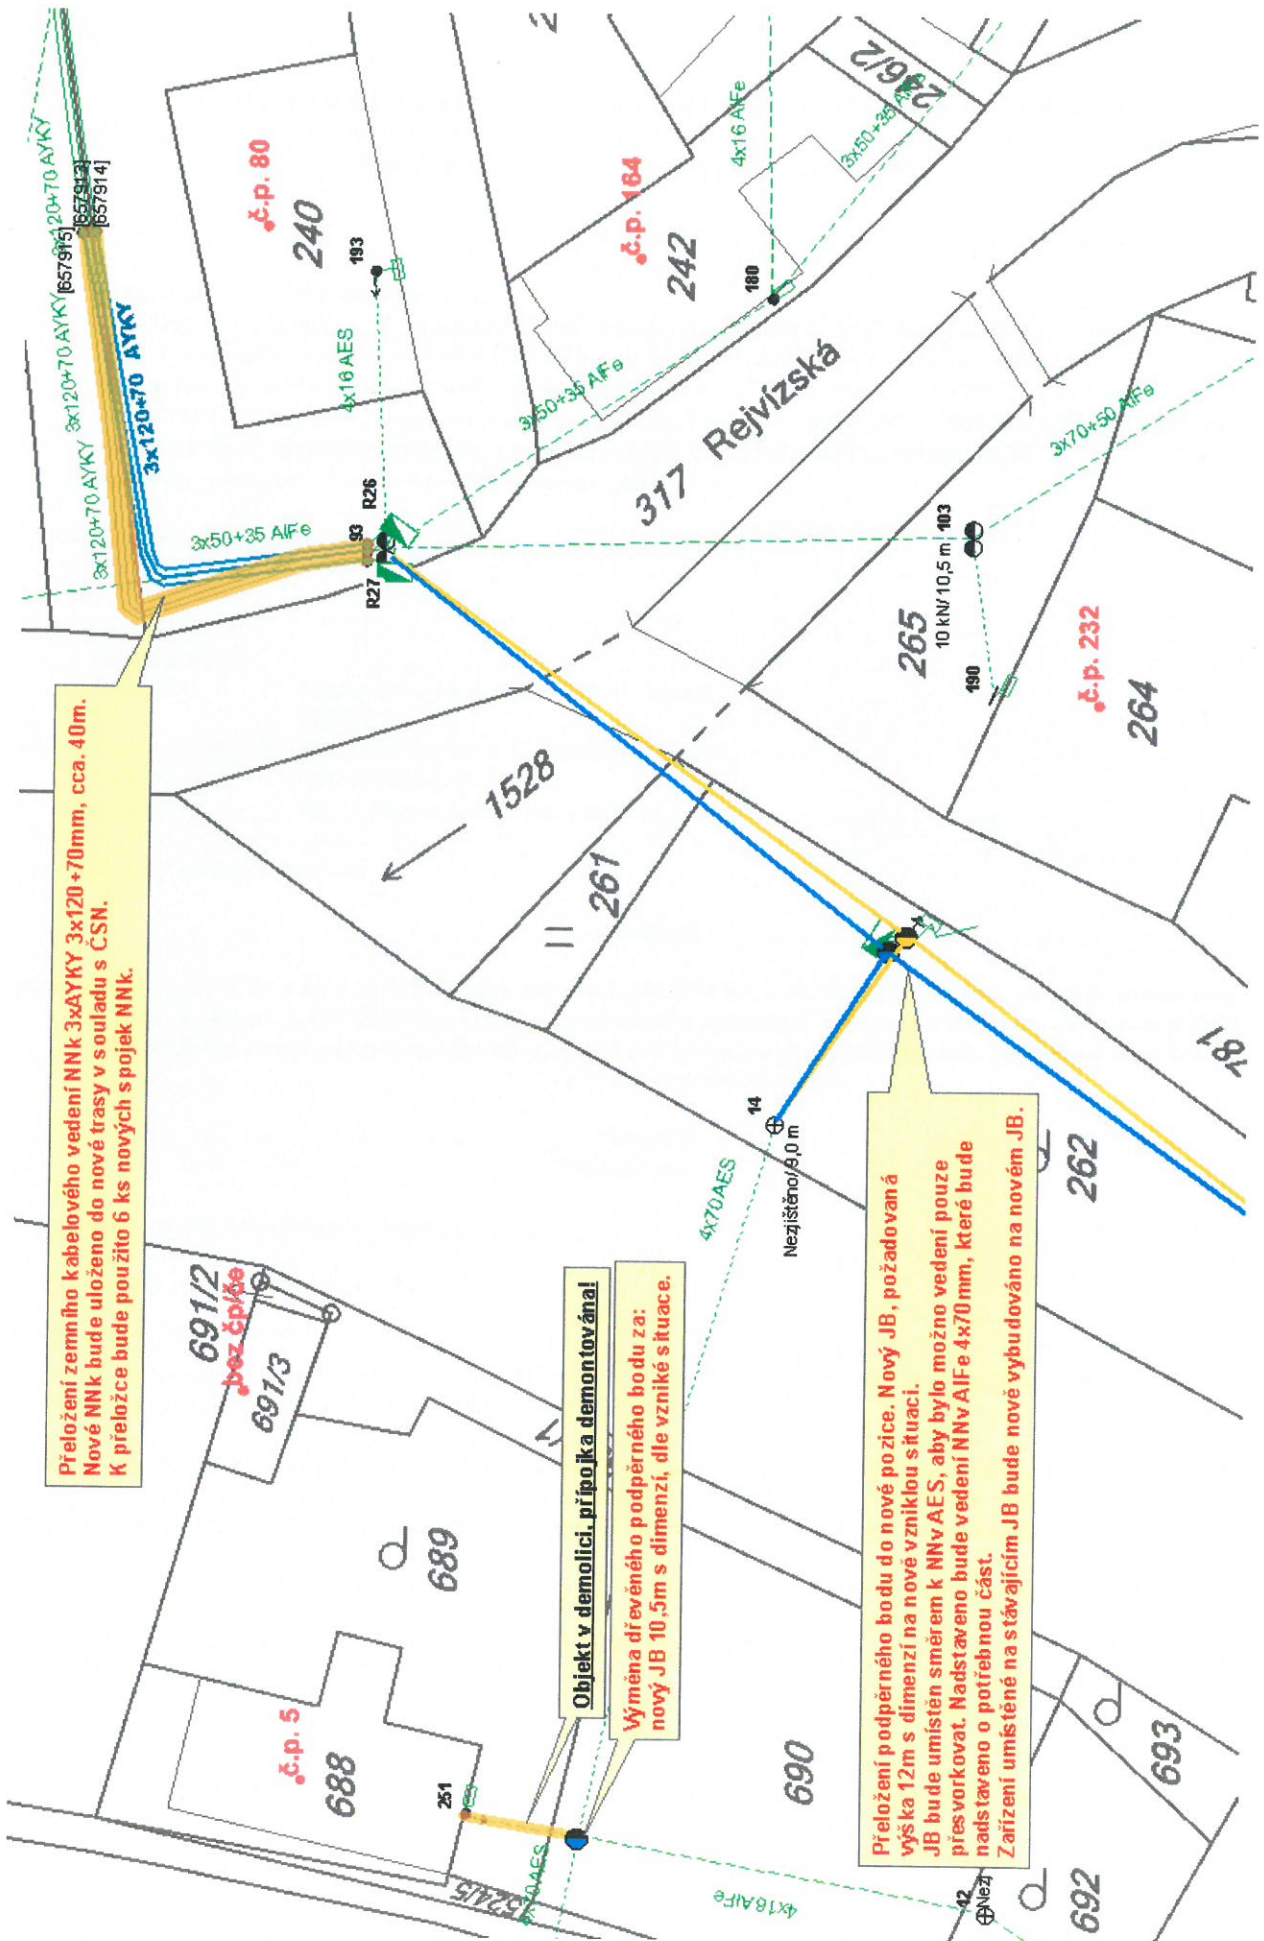 Přeložení zemního kabelového vedení NNk 3xAYKY 3x120+70mm, cca. 40m.
Nové NNk bude uloženo do nové trasy v souladu s ČSN.
K přeložce bude použito 6 ks nových spojek NNk.
Objekt v demolici, přípojka demontována!
Výměna dřevěného podpěrného bodu za:
nový JB 10,5m s dimenzí, dle vzniklé situace.
Přeložení podpěrného bodu do nové pozice. Nový JB, požadovaná
výška 12m s dimenzí na nově vzniklou situaci.
JB bude umístěn směrem k NNv AES, aby bylo možno vedení pouze
přesvorkovat. Nadstaveno bude vedení NNv AlFe 4x70mm, které bude
nadstaveno o potřebnou část.
Zařízení umístěné na stávajícím JB bude nově vybudováno na novém JB.
3x120+70 AYKY
3x120+70 AYKY
3x120+70 AYKY
3x120+70 AYKY
[657915]
[657913]
[657914]
3x50+35 AlFe
93
R26
R27
4x16 AES
193
č.p. 80
240
č.p. 164
242
180
4x16 AlFe
3x50+35 AlFe
3x50+35 AlFe
246/2
317 Rejvízská
3x70+50 AlFe
103
10 kN/10,5 m
265
190
č.p. 232
264
1528
261
14
Nezjištěno/9,0 m
4x70 AES
262
691/2
bez čp/če
691/3
689
č.p. 5
688
251
1524/5
4x16 AlFe
690
12
Nezj
692
693